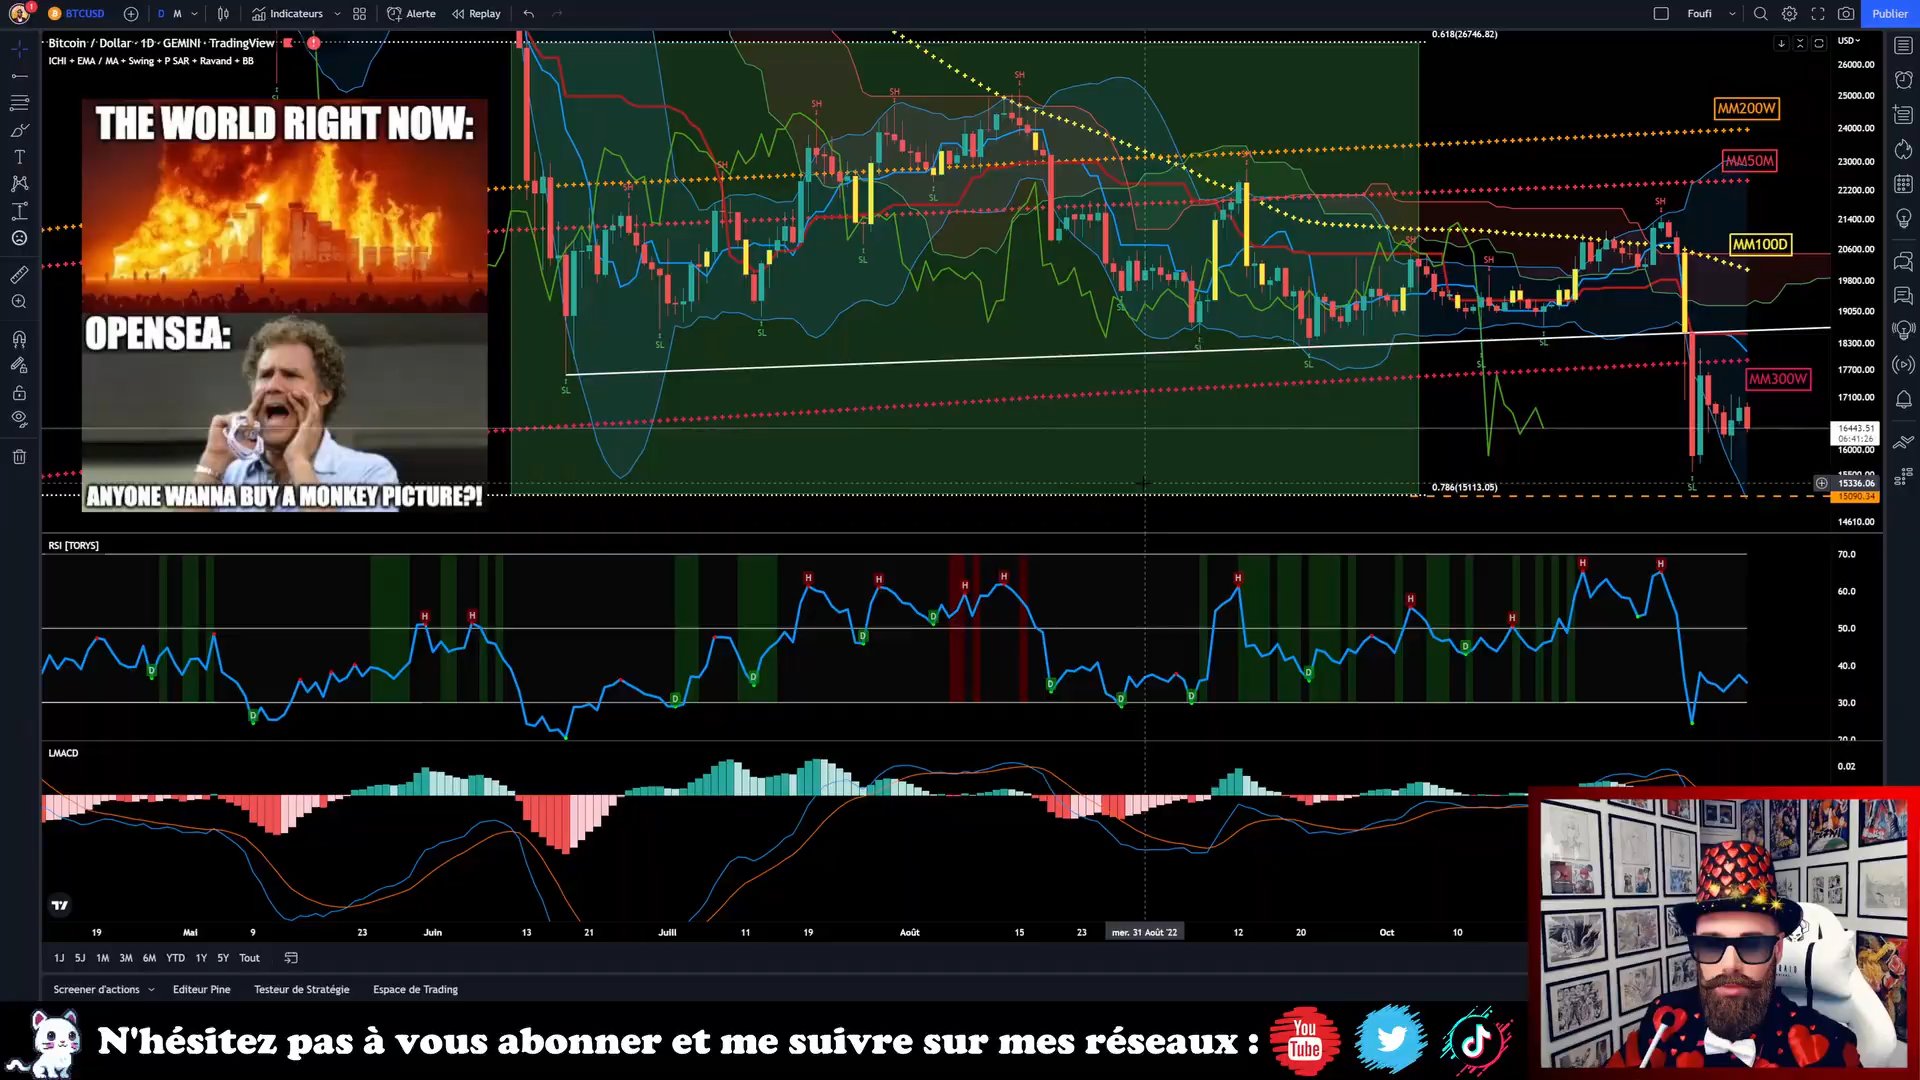 BTCUSD
D
M
Indicateurs
Alerte
Replay
Foufi
Publier
Bitcoin / Dollar · 1D · GEMINI · TradingView
ICHI + EMA / MA + Swing + P SAR + Ravand + BB
THE WORLD RIGHT NOW:
OPENSEA:
ANYONE WANNA BUY A MONKEY PICTURE?!
0.618(26746.82)
0.786(15113.05)
MM200W
MM50M
MM100D
MM300W
USD
26000.00
25000.00
24000.00
23000.00
22200.00
21400.00
20600.00
19800.00
19050.00
18300.00
17700.00
17100.00
16443.51
06:41:26
16000.00
15336.06
15090.34
14610.00
RSI [TORYS]
70.0
60.0
50.0
40.0
30.0
LMACD
0.02
19
Mai
9
23
Juin
13
21
Juill
11
19
Août
15
23
mer. 31 Août '22
12
20
Oct
10
1J
5J
1M
3M
6M
YTD
1Y
5Y
Tout
Screener d'actions
Editeur Pine
Testeur de Stratégie
Espace de Trading
N'hésitez pas à vous abonner et me suivre sur mes réseaux :
You
Tube